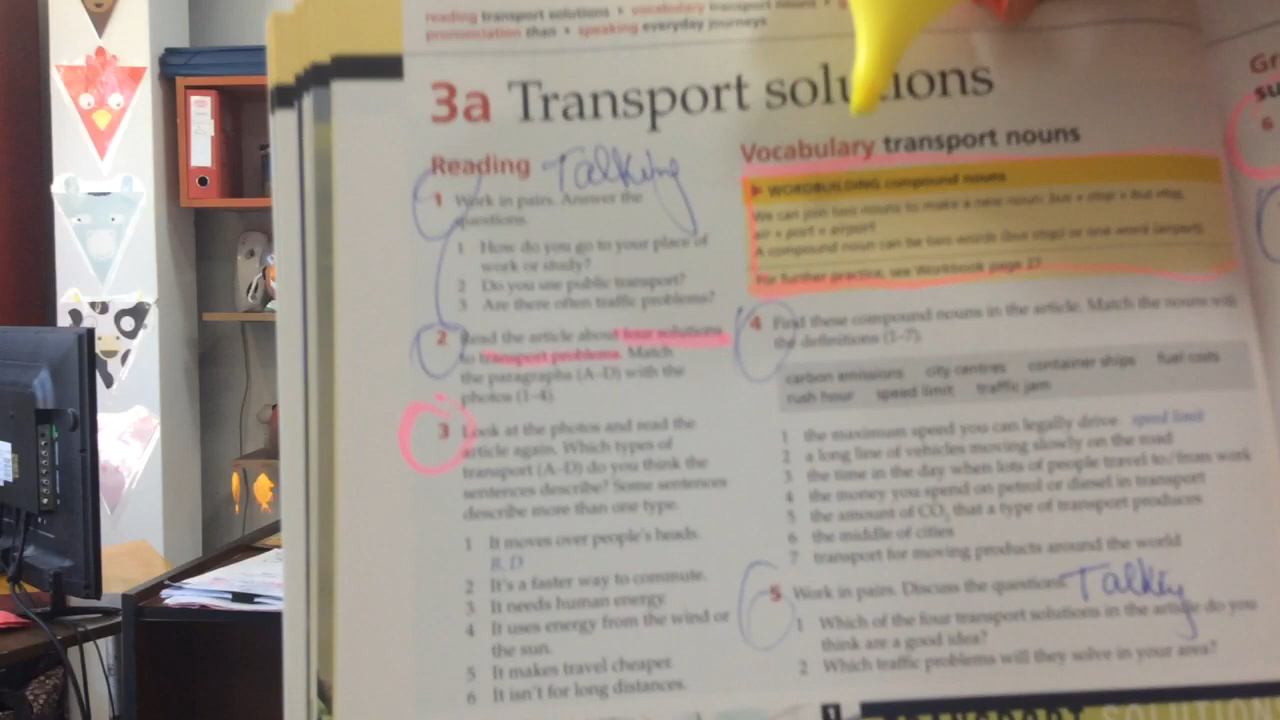 reading transport solutions • vocabulary transport nouns •
pronunciation than • speaking everyday journeys
3a Transport solutions
Reading Talking
1 Work in pairs. Answer the
questions.
1 How do you go to your place of
work or study?
2 Do you use public transport?
3 Are there often traffic problems?
2 Read the article about four solutions
to transport problems. Match
the paragraphs (A–D) with the
photos (1–4).
3 Look at the photos and read the
article again. Which types of
transport (A–D) do you think the
sentences describe? Some sentences
describe more than one type.
1 It moves over people's heads.
B, D
2 It's a faster way to commute.
3 It needs human energy.
4 It uses energy from the wind or
the sun.
5 It makes travel cheaper.
6 It isn't for long distances.
Vocabulary transport nouns
▶ WORDBUILDING compound nouns
We can join two nouns to make a new noun: bus + stop = bus stop,
air + port = airport
A compound noun can be two words (bus stop) or one word (airport).
For further practice, see Workbook page 27.
4 Find these compound nouns in the article. Match the nouns with
the definitions (1–7).
carbon emissions city centres container ships fuel costs
rush hour speed limit traffic jam
1 the maximum speed you can legally drive speed limit
2 a long line of vehicles moving slowly on the road
3 the time in the day when lots of people travel to/from work
4 the money you spend on petrol or diesel in transport
5 the amount of CO₂ that a type of transport produces
6 the middle of cities
7 transport for moving products around the world
5 Work in pairs. Discuss the questions. Talking
1 Which of the four transport solutions in the article do you
think are a good idea?
2 Which traffic problems will they solve in your area?
1
TRANSPORT SOLUTIONS
Gr
su
6